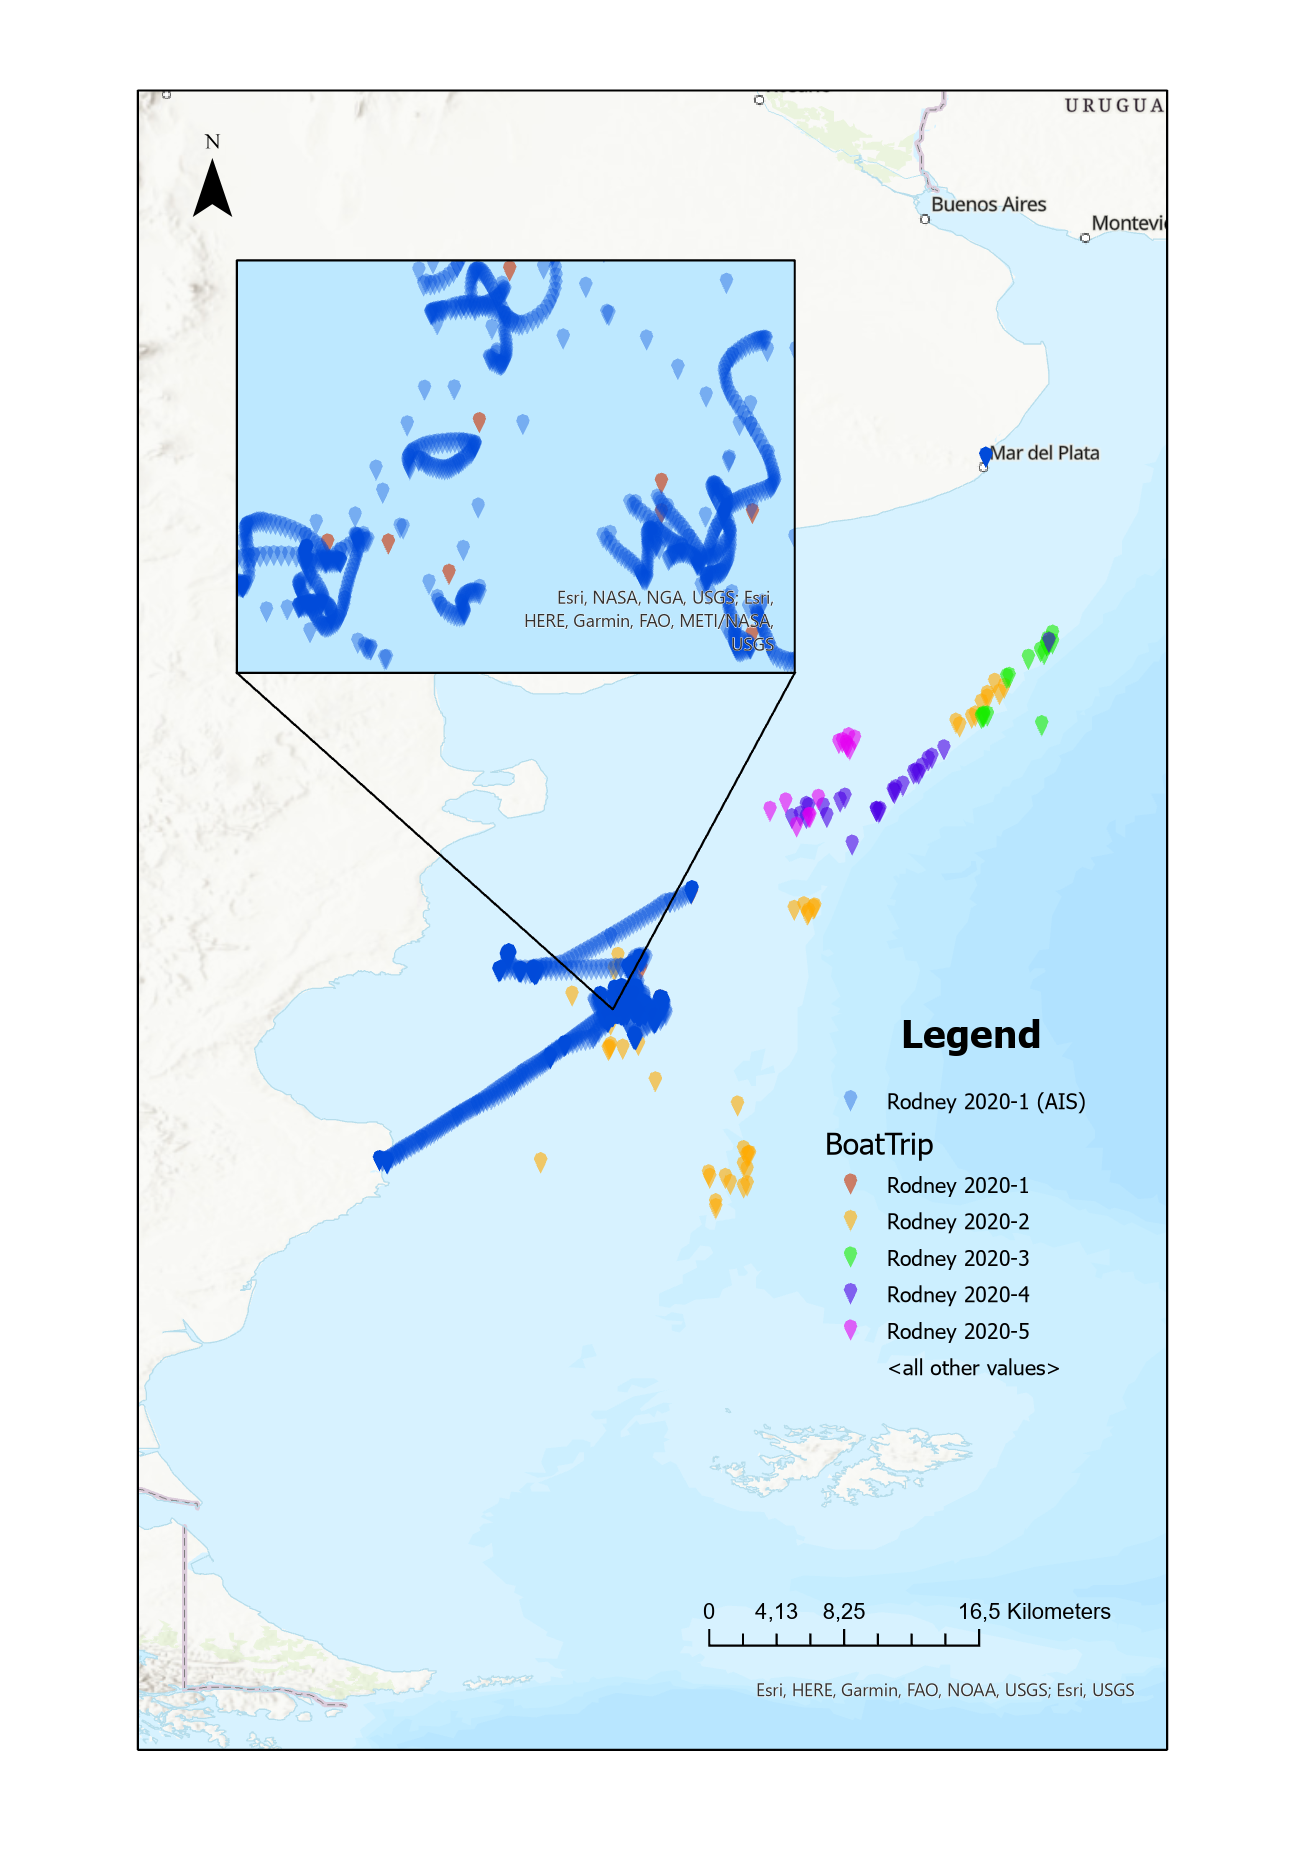 URUGUA
N
Buenos Aires
Montevi
Mar del Plata
Esri, NASA, NGA, USGS; Esri,
HERE, Garmin, FAO, METI/NASA,
USGS
Legend
Rodney 2020-1 (AIS)
BoatTrip
Rodney 2020-1
Rodney 2020-2
Rodney 2020-3
Rodney 2020-4
Rodney 2020-5
<all other values>
0 4,13 8,25 16,5 Kilometers
Esri, HERE, Garmin, FAO, NOAA, USGS; Esri, USGS